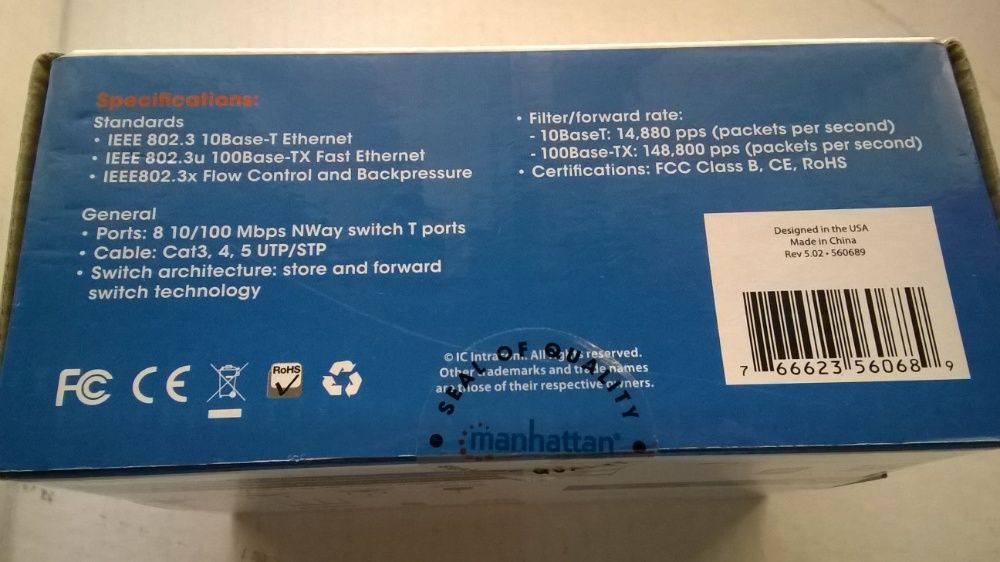 Specifications:
Standards
• IEEE 802.3 10Base-T Ethernet
• IEEE 802.3u 100Base-TX Fast Ethernet
• IEEE802.3x Flow Control and Backpressure
General
• Ports: 8 10/100 Mbps NWay switch T ports
• Cable: Cat3, 4, 5 UTP/STP
• Switch architecture: store and forward
switch technology
• Filter/forward rate:
- 10BaseT: 14,880 pps (packets per second)
- 100Base-TX: 148,800 pps (packets per second)
• Certifications: FCC Class B, CE, RoHS
Designed in the USA
Made in China
Rev 5.02 • 560689
7 66623 56068 9
FC CE RoHS
© IC Intracom. All rights reserved.
Other trademarks and trade names
are those of their respective owners.
SEAL OF QUALITY
manhattan